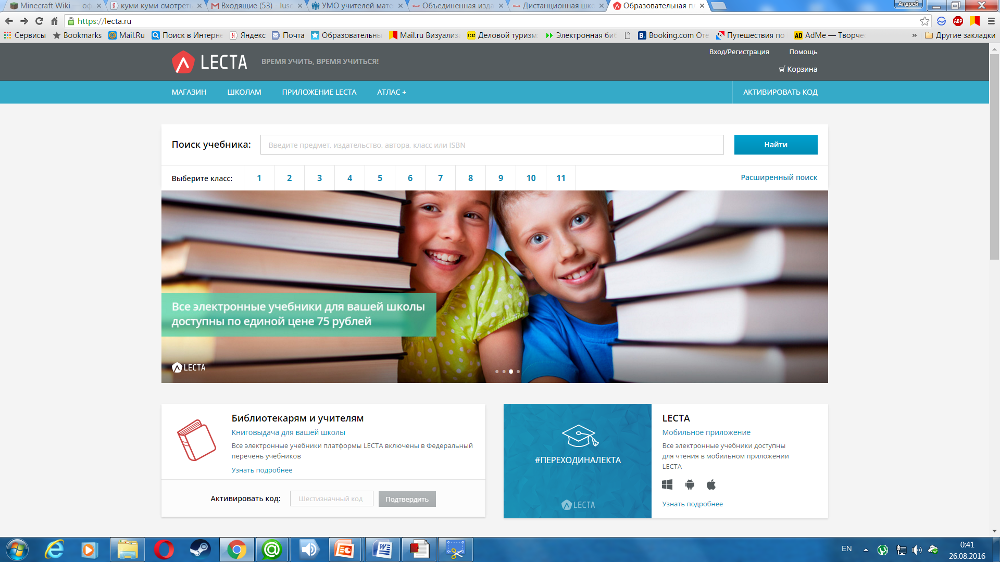 Minecraft Wiki — оф
куми куми смотреть
Входящие (53) - lusc
УМО учителей мате
Объединенная изда
Дистанционная шко
Образовательная пл
Андрей
https://lecta.ru
ABP
Сервисы
Bookmarks
Mail.Ru
Поиск в Интерне
Яндекс
Почта
Образовательны
Mail.ru Визуализа
Деловой туризм:
Электронная биб
Booking.com Оте
Путешествия по
AdMe — Творчес
»
Другие закладки
LECTA
ВРЕМЯ УЧИТЬ, ВРЕМЯ УЧИТЬСЯ!
Вход/Регистрация
Помощь
Корзина
МАГАЗИН
ШКОЛАМ
ПРИЛОЖЕНИЕ LECTA
АТЛАС +
АКТИВИРОВАТЬ КОД
Поиск учебника:
Введите предмет, издательство, автора, класс или ISBN
Найти
Выберите класс:
1 2 3 4 5 6 7 8 9 10 11
Расширенный поиск
Все электронные учебники для вашей школы
доступны по единой цене 75 рублей
LECTA
Библиотекарям и учителям
Книговыдача для вашей школы
Все электронные учебники платформы LECTA включены в Федеральный
перечень учебников
Узнать подробнее
Активировать код:
Шестизначный код
Подтвердить
#ПЕРЕХОДИНАЛЕКТА
LECTA
LECTA
Мобильное приложение
Все электронные учебники доступны
для чтения в мобильном приложении
LECTA
Узнать подробнее
EN
0:41
26.08.2016